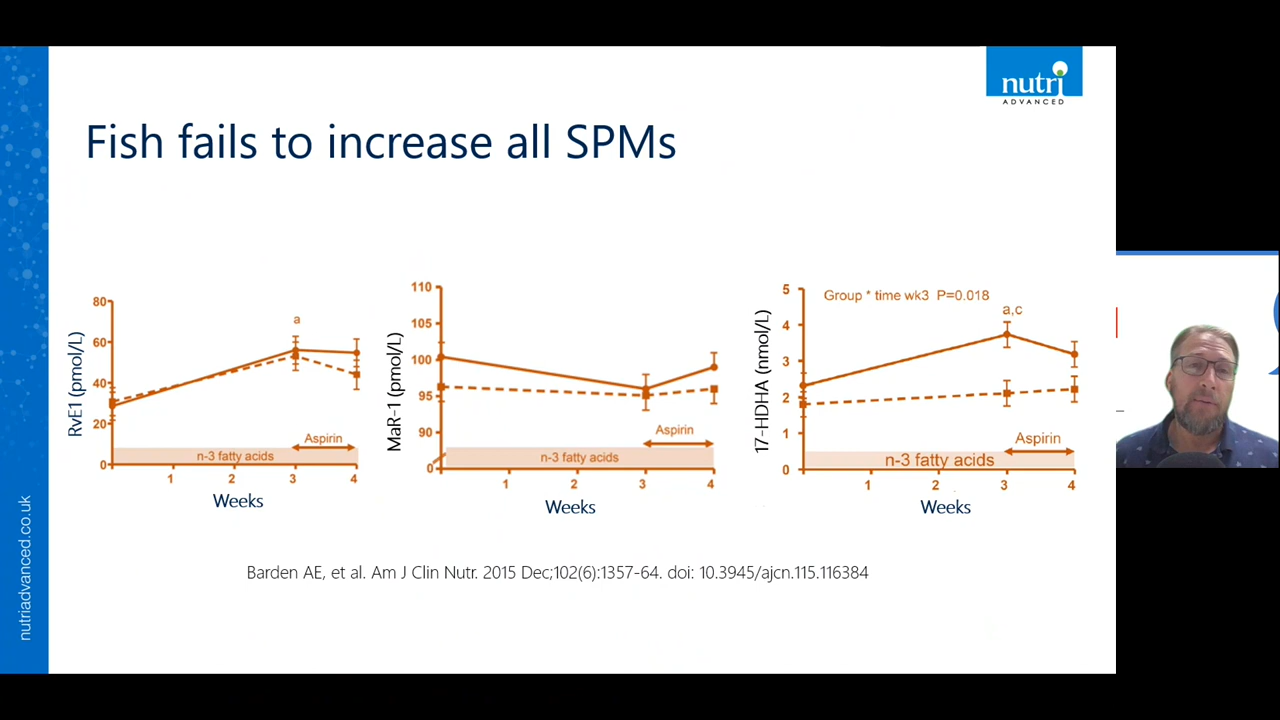 nutri
ADVANCED
Fish fails to increase all SPMs
80
60
40
20
0
RvE1 (pmol/L)
a
Aspirin
n-3 fatty acids
1
2
3
4
Weeks
110
105
100
95
90
0
MaR-1 (pmol/L)
Aspirin
n-3 fatty acids
1
2
3
4
Weeks
5
4
3
2
1
0
17-HDHA (nmol/L)
Group * time wk3 P=0.018
a,c
Aspirin
n-3 fatty acids
1
2
3
4
Weeks
Barden AE, et al. Am J Clin Nutr. 2015 Dec;102(6):1357-64. doi: 10.3945/ajcn.115.116384
nutriadvanced.co.uk